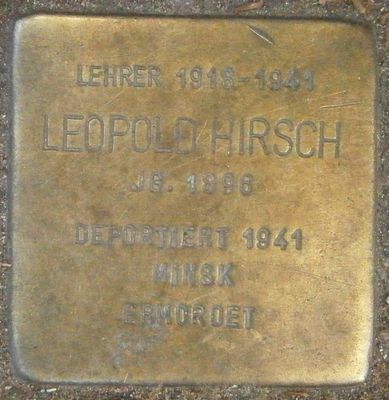 LEHRER 1918-1941
LEOPOLD HIRSCH
JG. 1896
DEPORTIERT 1941
MINSK
ERMORDET